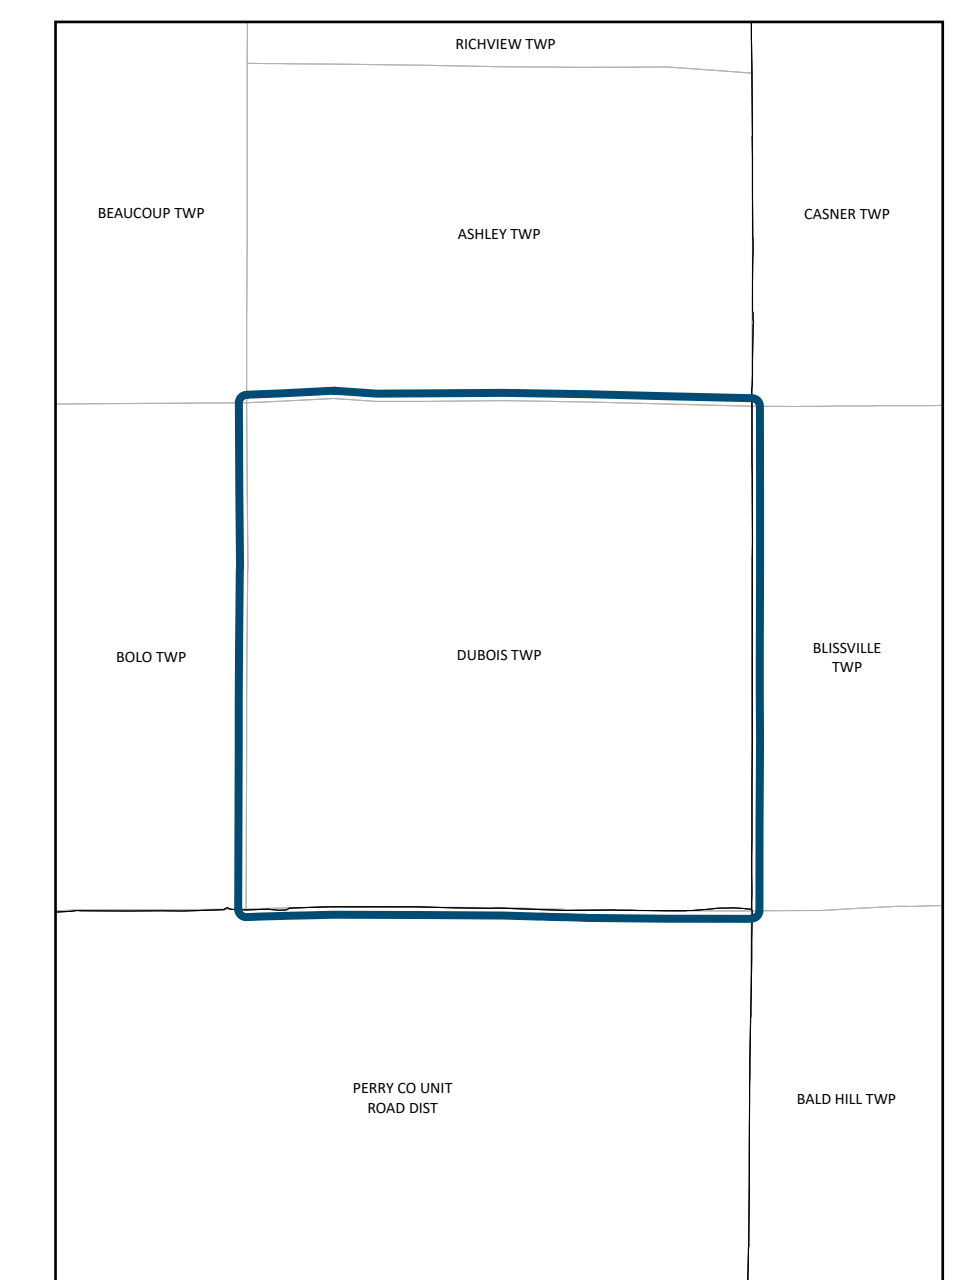 RICHVIEW TWP
BEAUCOUP TWP
CASNER TWP
ASHLEY TWP
BOLO TWP
DUBOIS TWP
BLISSVILLE
TWP
PERRY CO UNIT
ROAD DIST
BALD HILL TWP